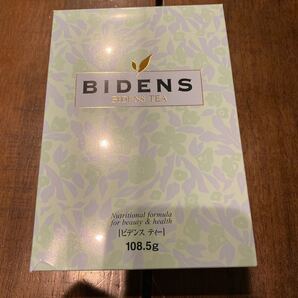 BIDENS
BIDENS TEA
Nutritional formula
for beauty & health
[ビデンス ティー]
108.5g